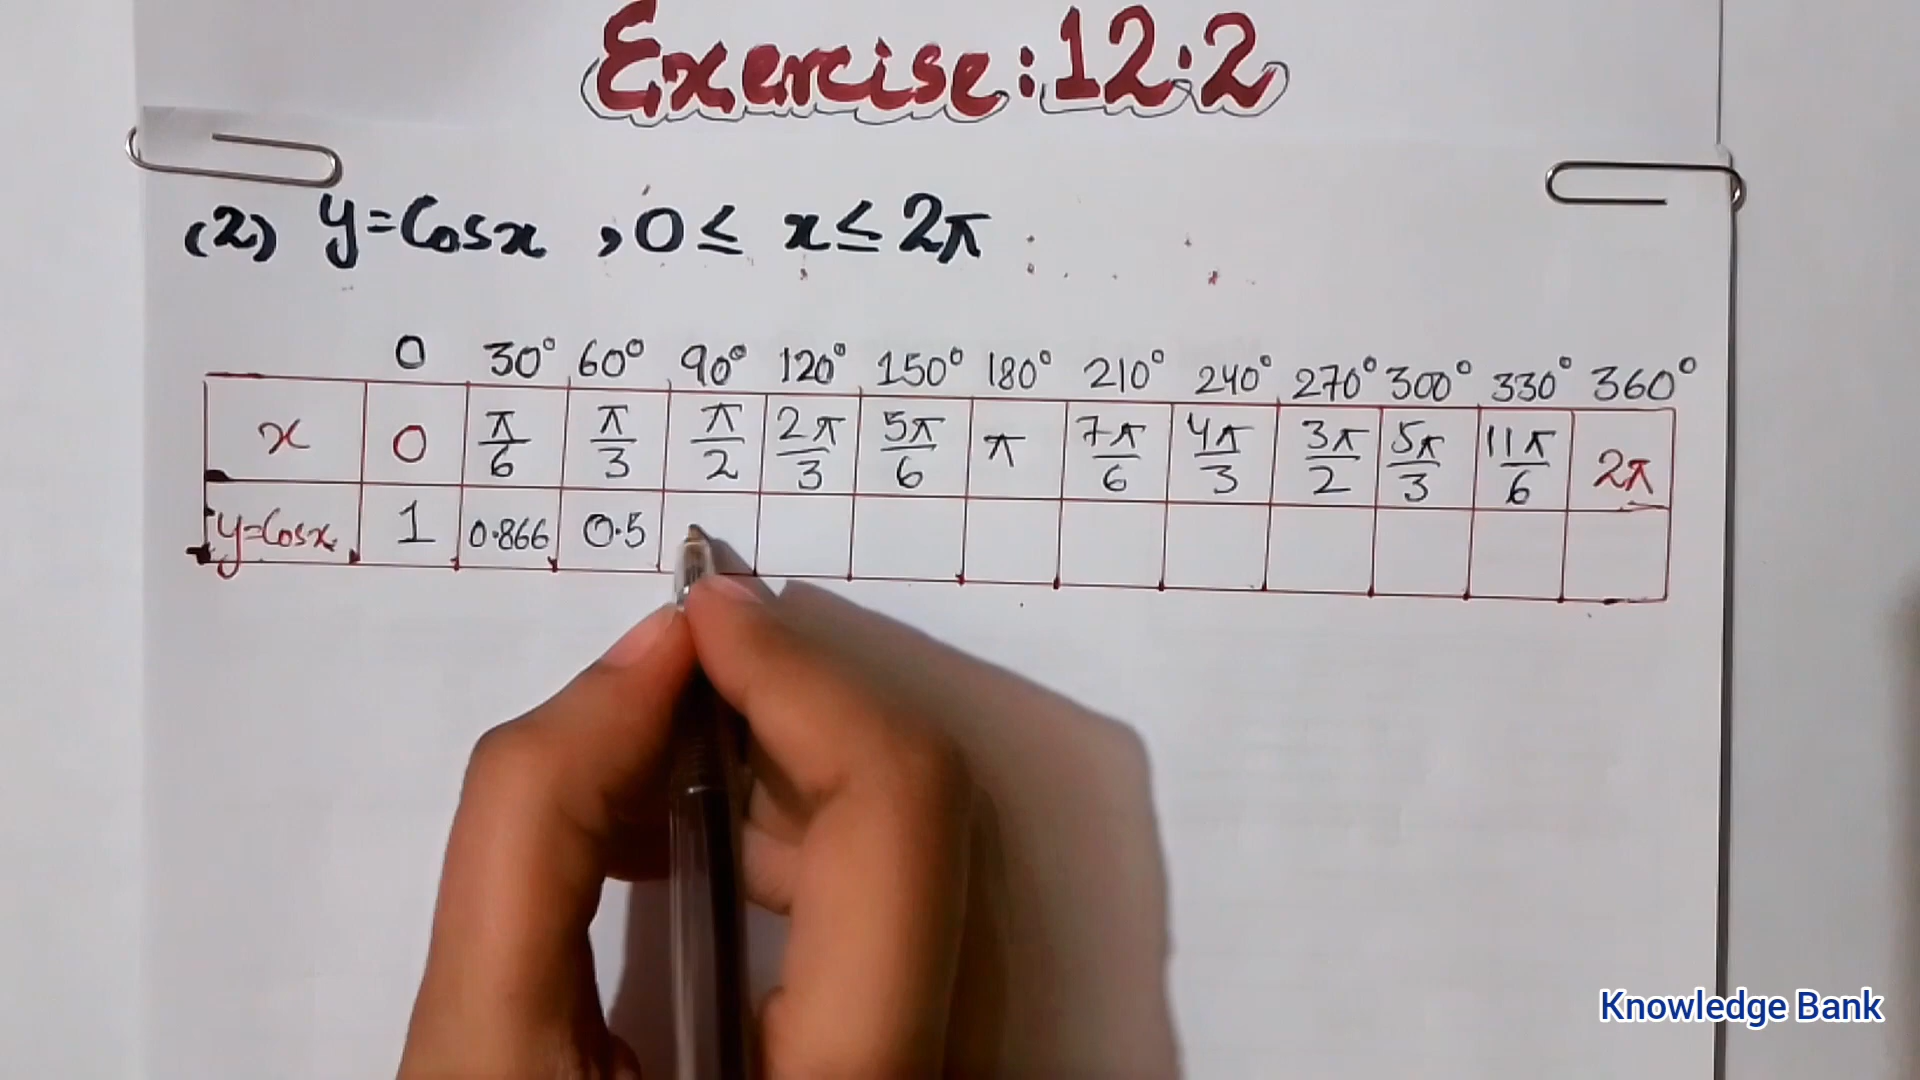 Exercise:12.2
(2) y=Cosx , 0 ≤ x ≤ 2π
0 30° 60° 90° 120° 150° 180° 210° 240° 270° 300° 330° 360°
x 0 π/6 π/3 π/2 2π/3 5π/6 π 7π/6 4π/3 3π/2 5π/3 11π/6 2π
y=Cosx 1 0.866 0.5
Knowledge Bank